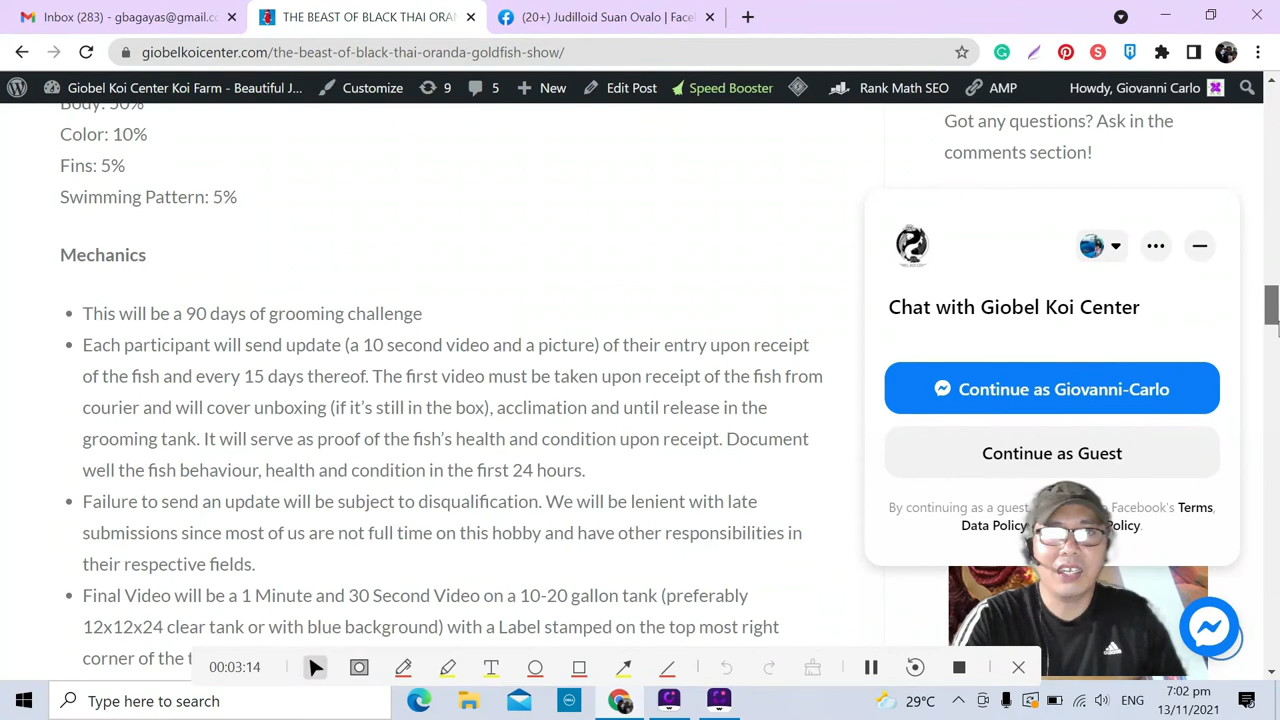 Inbox (283) - gbagayas@gmail.c
THE BEAST OF BLACK THAI ORAN
(20+) Judilloid Suan Ovalo | Face
giobelkoicenter.com/the-beast-of-black-thai-oranda-goldfish-show/
Giobel Koi Center Koi Farm - Beautiful J... Customize 9 5 New Edit Post Speed Booster Rank Math SEO AMP Howdy, Giovanni Carlo
Body: 50%
Color: 10%
Fins: 5%
Swimming Pattern: 5%
Mechanics
• This will be a 90 days of grooming challenge
• Each participant will send update (a 10 second video and a picture) of their entry upon receipt
of the fish and every 15 days thereof. The first video must be taken upon receipt of the fish from
courier and will cover unboxing (if it's still in the box), acclimation and until release in the
grooming tank. It will serve as proof of the fish's health and condition upon receipt. Document
well the fish behaviour, health and condition in the first 24 hours.
• Failure to send an update will be subject to disqualification. We will be lenient with late
submissions since most of us are not full time on this hobby and have other responsibilities in
their respective fields.
• Final Video will be a 1 Minute and 30 Second Video on a 10-20 gallon tank (preferably
12x12x24 clear tank or with blue background) with a Label stamped on the top most right
corner of the t
Got any questions? Ask in the
comments section!
Chat with Giobel Koi Center
Continue as Giovanni-Carlo
Continue as Guest
By continuing as a guest, Facebook's Terms,
Data Policy Policy.
00:03:14
Type here to search
29°C
ENG
7:02 pm
13/11/2021